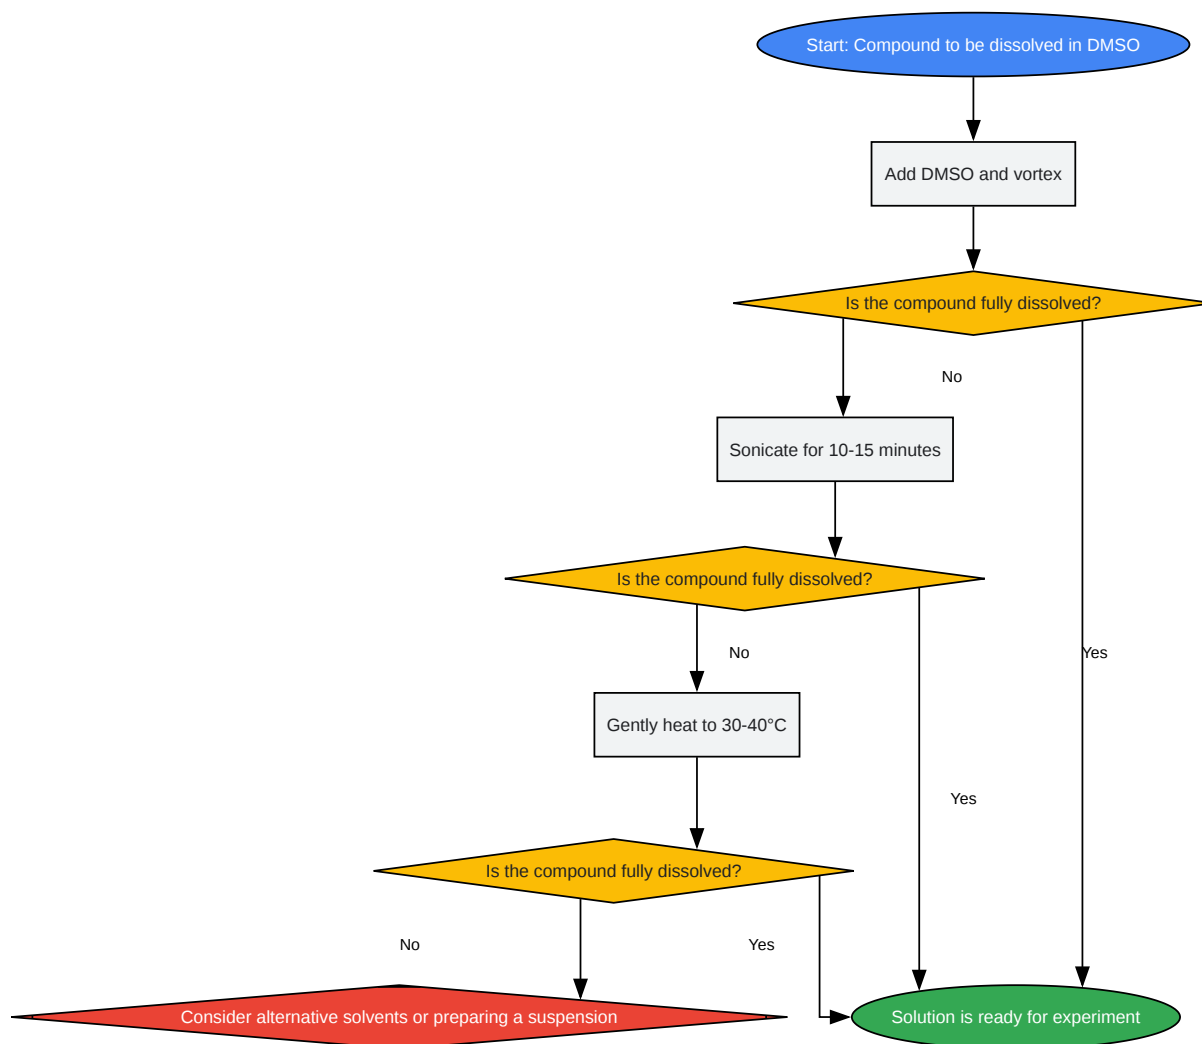 Start: Compound to be dissolved in DMSO
Add DMSO and vortex
Is the compound fully dissolved?
No
Sonicate for 10-15 minutes
Is the compound fully dissolved?
No
Yes
Gently heat to 30-40°C
Yes
Is the compound fully dissolved?
No
Yes
Consider alternative solvents or preparing a suspension
Solution is ready for experiment